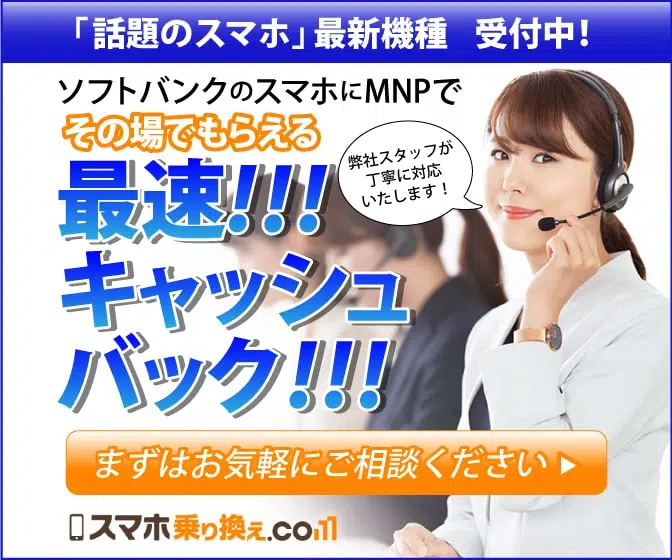 「話題のスマホ」最新機種 受付中!
ソフトバンクのスマホにMNPで
その場でもらえる
最速!!!
キャッシュ
バック!!!
弊社スタッフが
丁寧に対応
いたします!
まずはお気軽にご相談ください▶
スマホ乗り換え.com